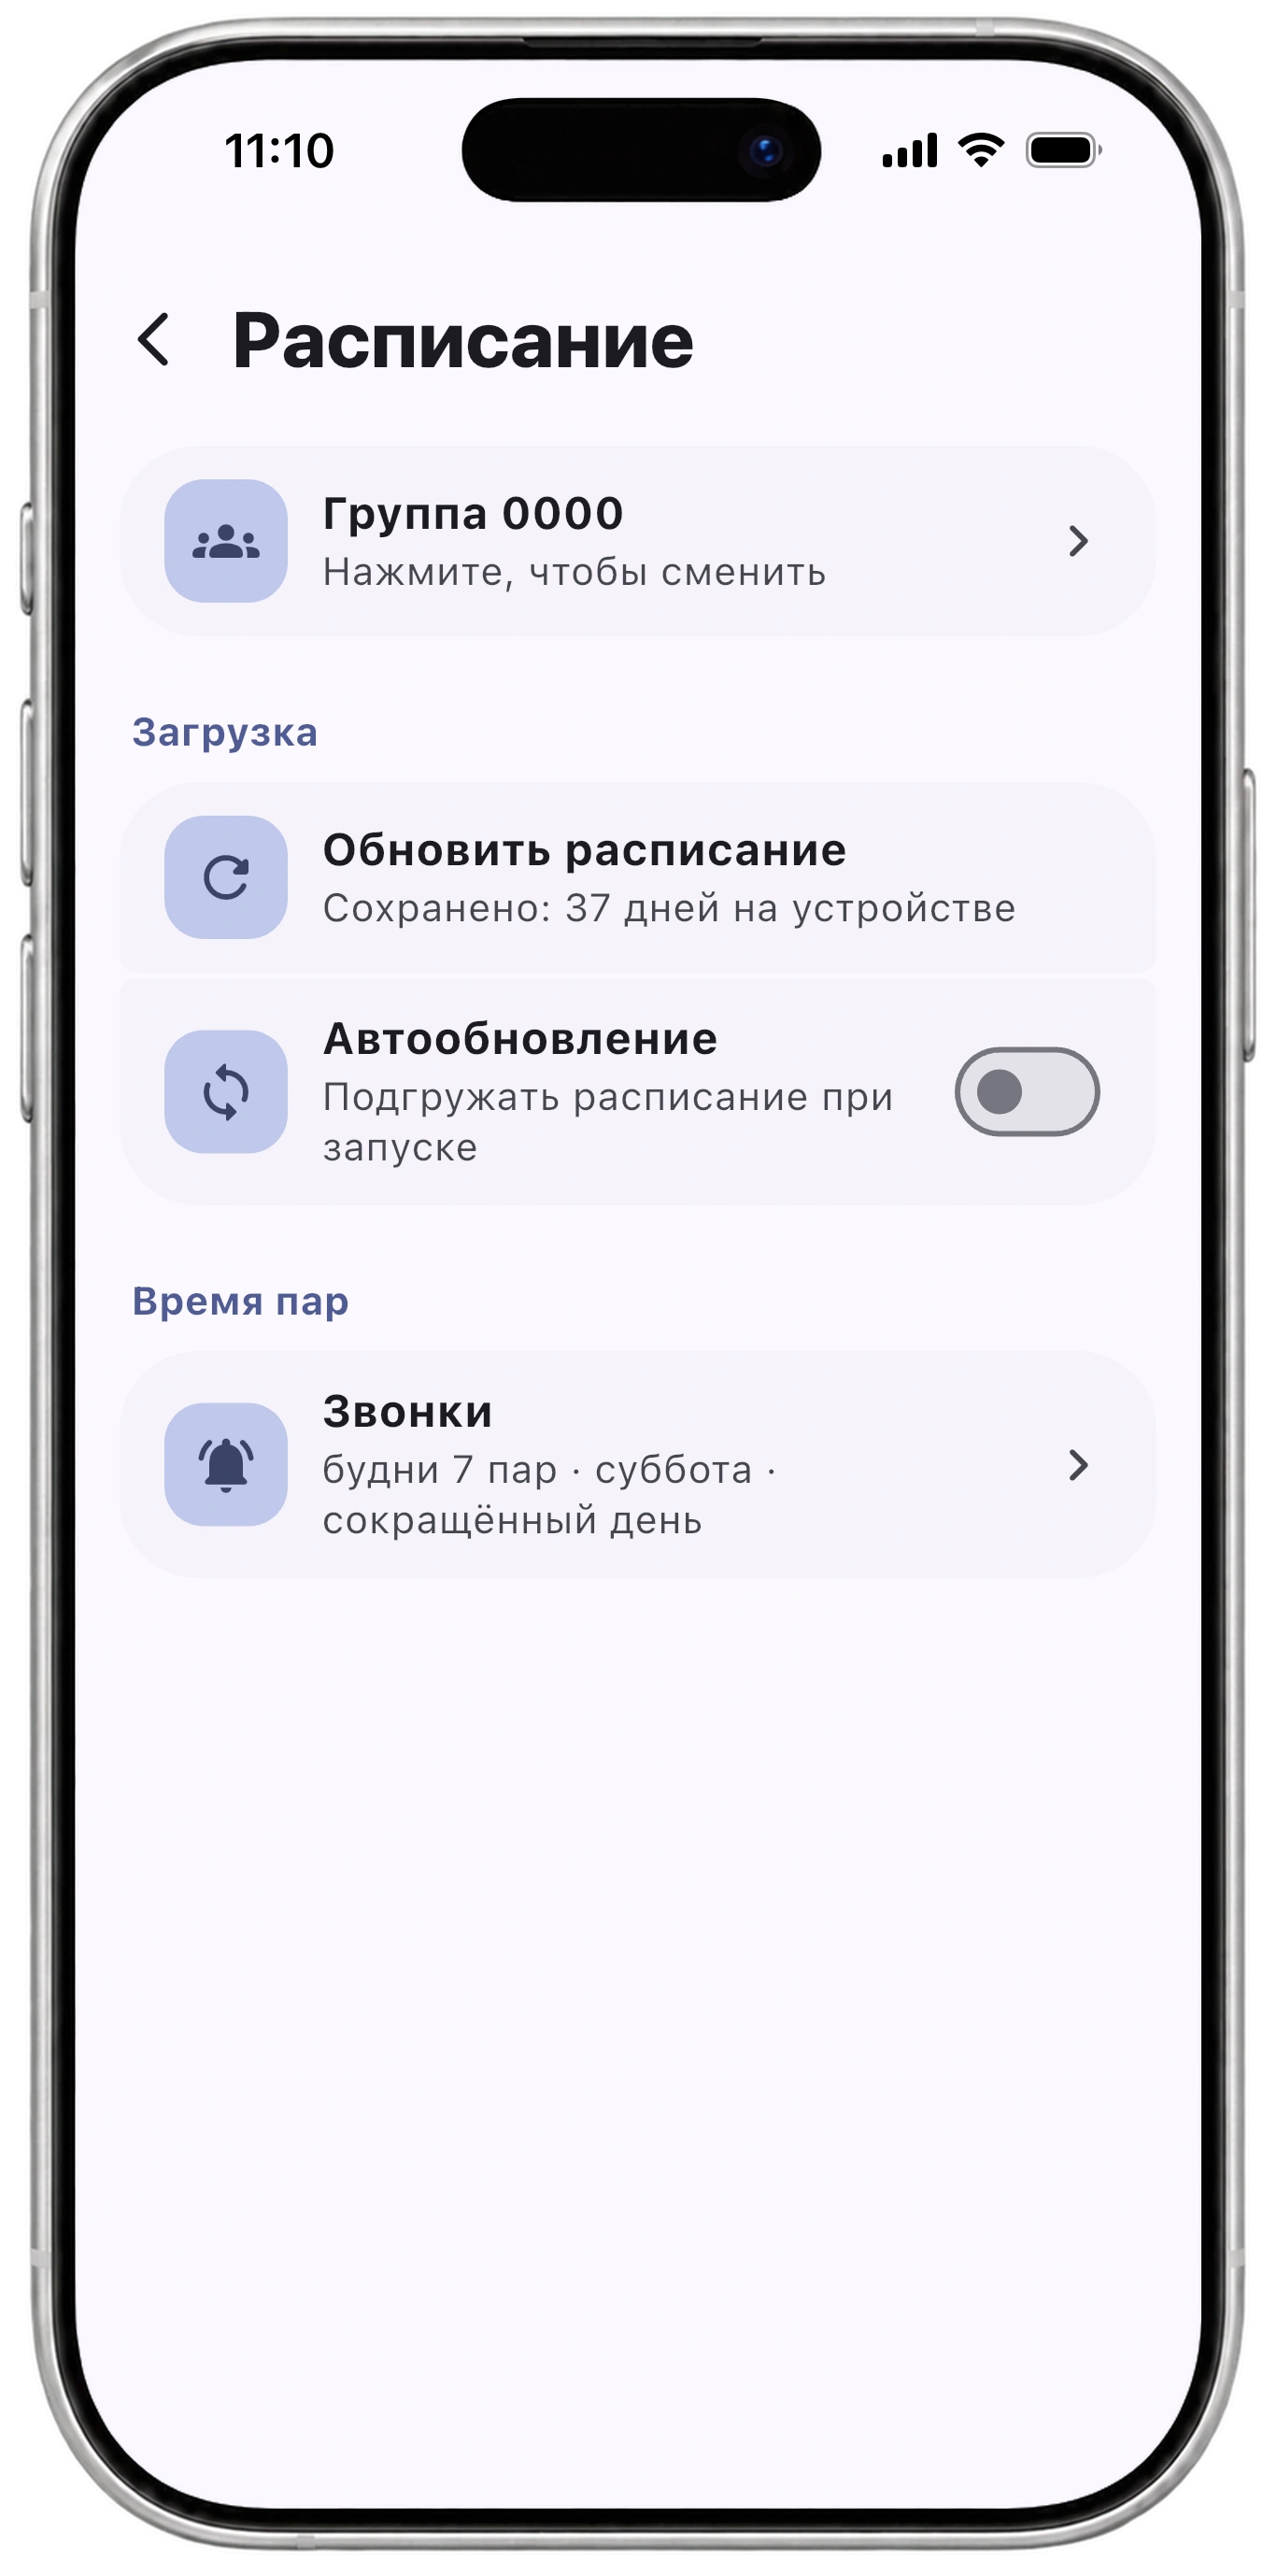 11:10
Расписание
Группа 0000
Нажмите, чтобы сменить
Загрузка
Обновить расписание
Сохранено: 37 дней на устройстве
Автообновление
Подгружать расписание при
запуске
Время пар
Звонки
будни 7 пар · суббота ·
сокращённый день